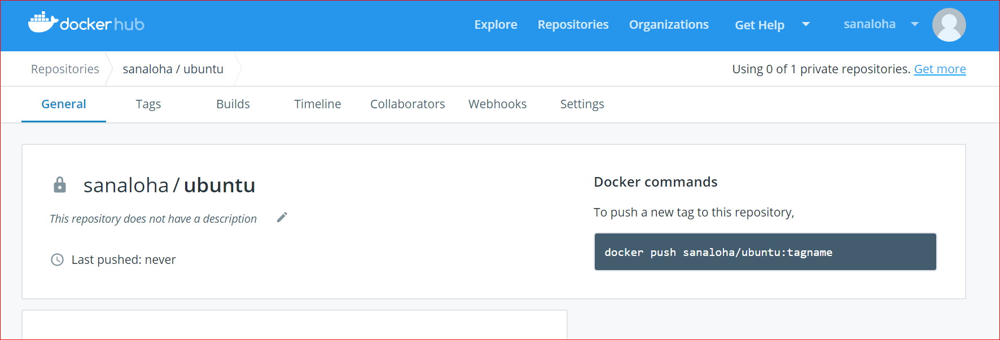 docker hub
Explore Repositories Organizations Get Help sanaloha
Repositories sanaloha / ubuntu Using 0 of 1 private repositories. Get more
General Tags Builds Timeline Collaborators Webhooks Settings
sanaloha / ubuntu
This repository does not have a description
Last pushed: never
Docker commands
To push a new tag to this repository,
docker push sanaloha/ubuntu:tagname